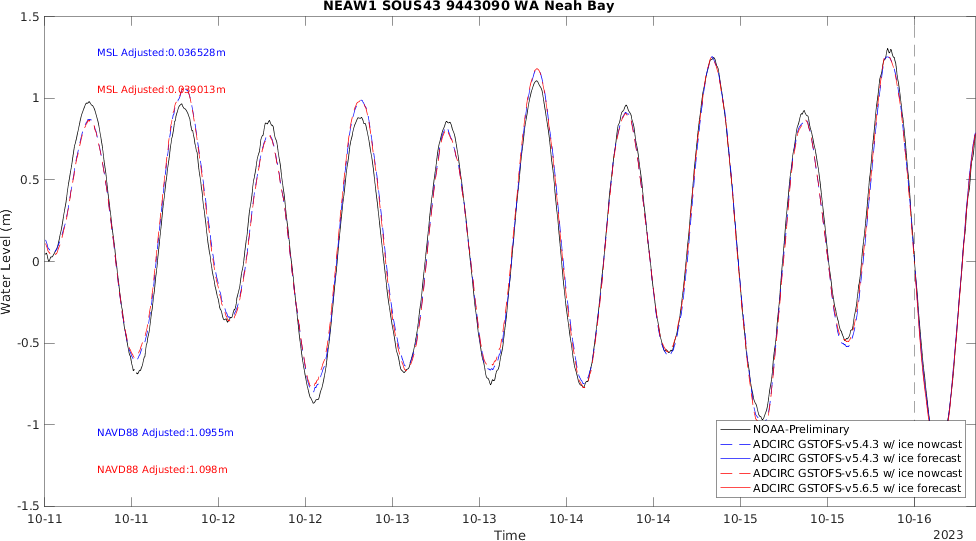 NEAW1 SOUS43 9443090 WA Neah Bay
1.5
1
0.5
0
-0.5
-1
-1.5
Water Level (m)
MSL Adjusted:0.036528m
MSL Adjusted:0.039013m
NAVD88 Adjusted:1.0955m
NAVD88 Adjusted:1.098m
NOAA-Preliminary
ADCIRC GSTOFS-v5.4.3 w/ ice nowcast
ADCIRC GSTOFS-v5.4.3 w/ ice forecast
ADCIRC GSTOFS-v5.6.5 w/ ice nowcast
ADCIRC GSTOFS-v5.6.5 w/ ice forecast
10-11 10-11 10-12 10-12 10-13 10-13 10-14 10-14 10-15 10-15 10-16
Time
2023